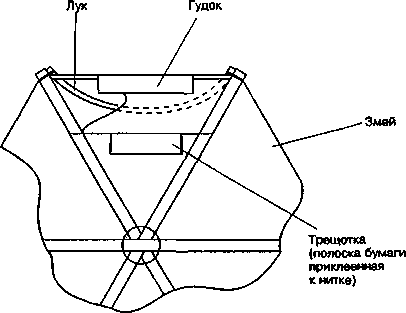 Лук
Гудок
Змей
Трещотка
(полоска бумаги
приклеенная
к нитке)